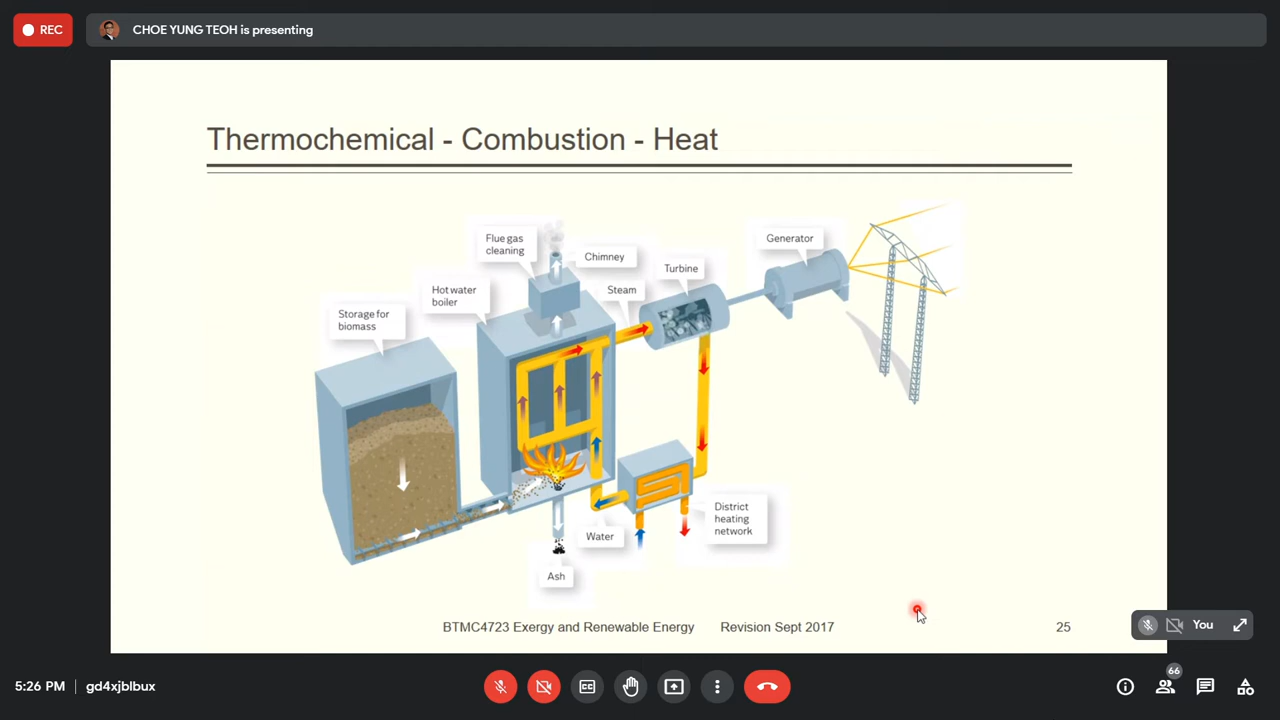 REC
CHOE YUNG TEOH is presenting
Thermochemical - Combustion - Heat
Flue gas
cleaning
Chimney
Generator
Turbine
Steam
Hot water
boiler
Storage for
biomass
District
heating
network
Water
Ash
BTMC4723 Exergy and Renewable Energy Revision Sept 2017 25
You
5:26 PM | gd4xjblbux
CC
66